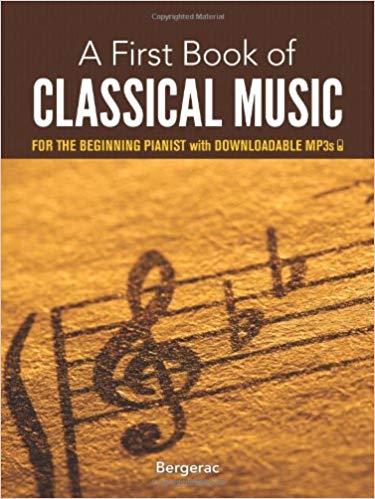 A First Book of
CLASSICAL MUSIC
FOR THE BEGINNING PIANIST with DOWNLOADABLE MP3s
Bergerac